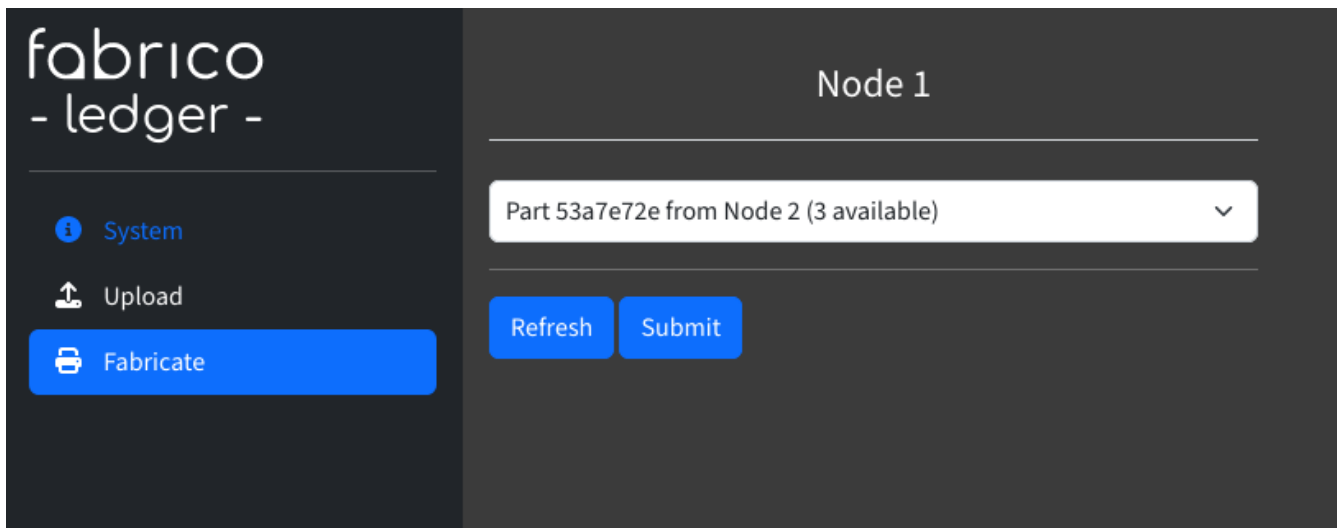 fabrico
- ledger -
System
Upload
Fabricate
Node 1
Part 53a7e72e from Node 2 (3 available)
Refresh
Submit